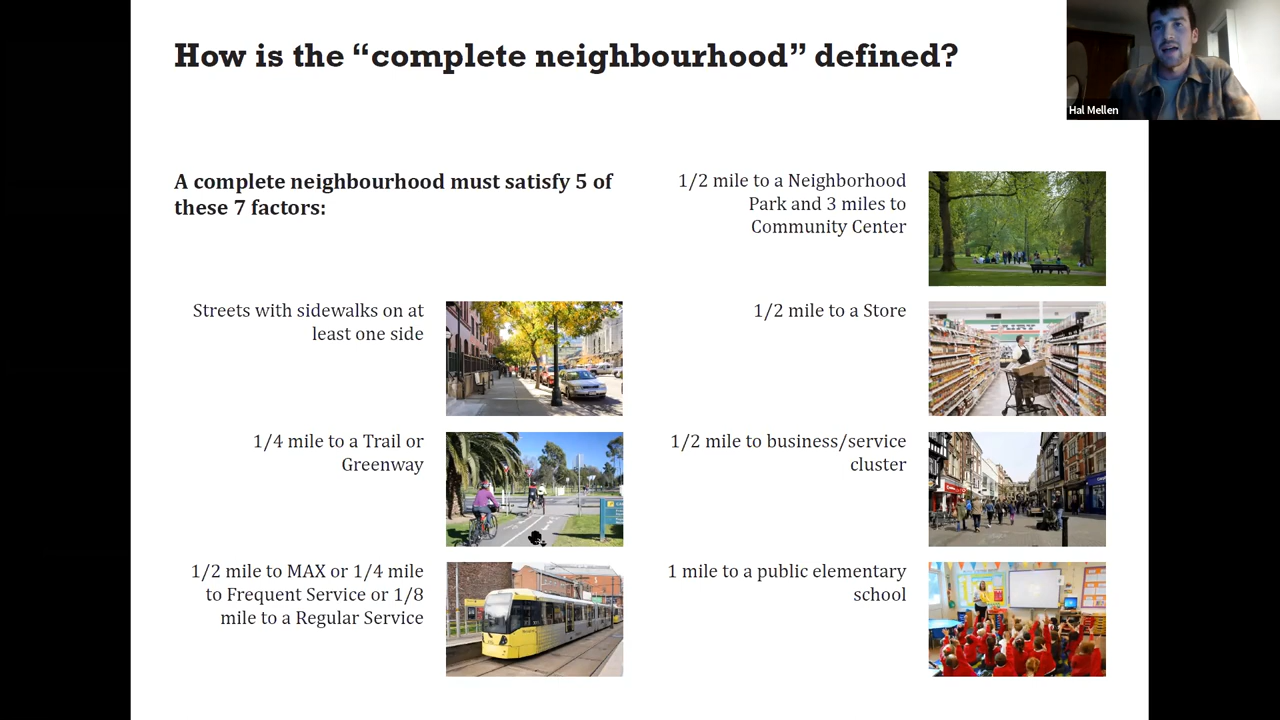 How is the “complete neighbourhood” defined?
Hal Mellen
A complete neighbourhood must satisfy 5 of
these 7 factors:
Streets with sidewalks on at
least one side
1/4 mile to a Trail or
Greenway
1/2 mile to MAX or 1/4 mile
to Frequent Service or 1/8
mile to a Regular Service
1/2 mile to a Neighborhood
Park and 3 miles to
Community Center
1/2 mile to a Store
DAIRY
1/2 mile to business/service
cluster
1 mile to a public elementary
school